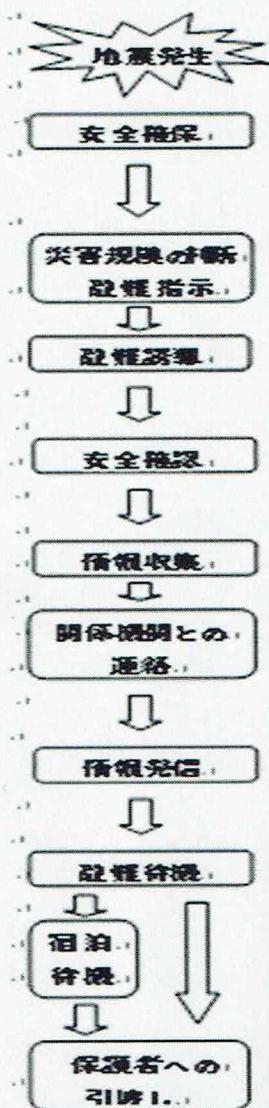 地震発生
安全確保
災害規模の判断
避難指示
避難誘導
安全確認
情報収集
関係機関との
連絡
情報発信
避難待機
宿泊
待機
保護者への
引渡し